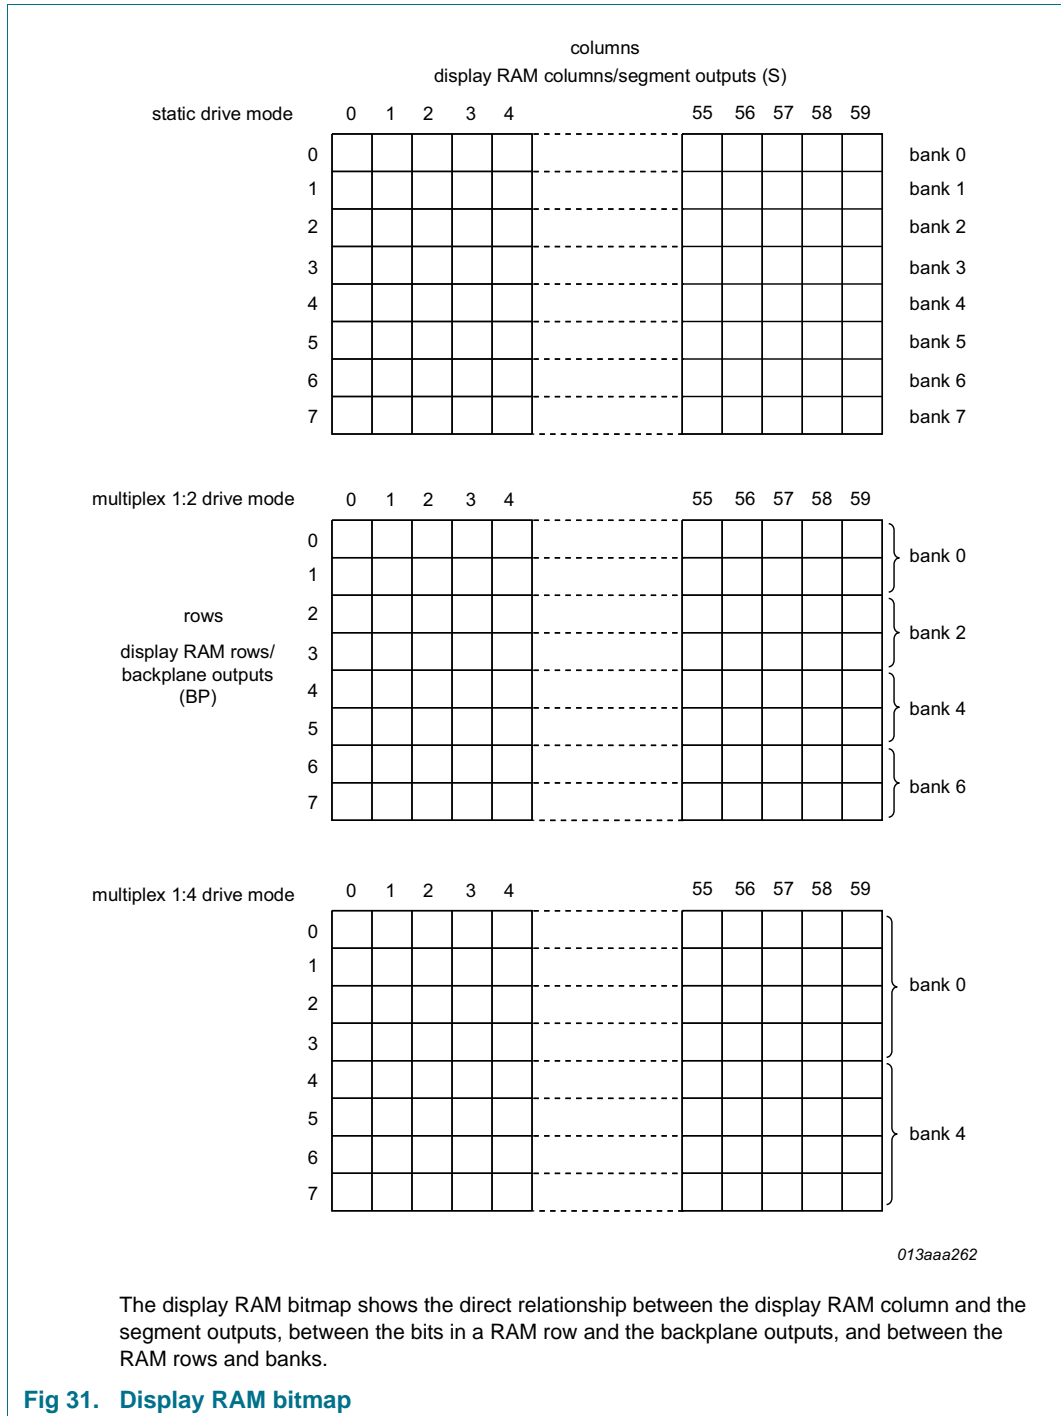 columns
display RAM columns/segment outputs (S)
static drive mode 0 1 2 3 4 55 56 57 58 59
0 bank 0
1 bank 1
2 bank 2
3 bank 3
4 bank 4
5 bank 5
6 bank 6
7 bank 7
multiplex 1:2 drive mode 0 1 2 3 4 55 56 57 58 59
0
bank 0
1
rows 2
bank 2
display RAM rows/ 3
backplane outputs
(BP) 4
bank 4
5
6
bank 6
7
multiplex 1:4 drive mode 0 1 2 3 4 55 56 57 58 59
0
1
bank 0
2
3
4
5
bank 4
6
7
013aaa262
The display RAM bitmap shows the direct relationship between the display RAM column and the
segment outputs, between the bits in a RAM row and the backplane outputs, and between the
RAM rows and banks.
Fig 31. Display RAM bitmap